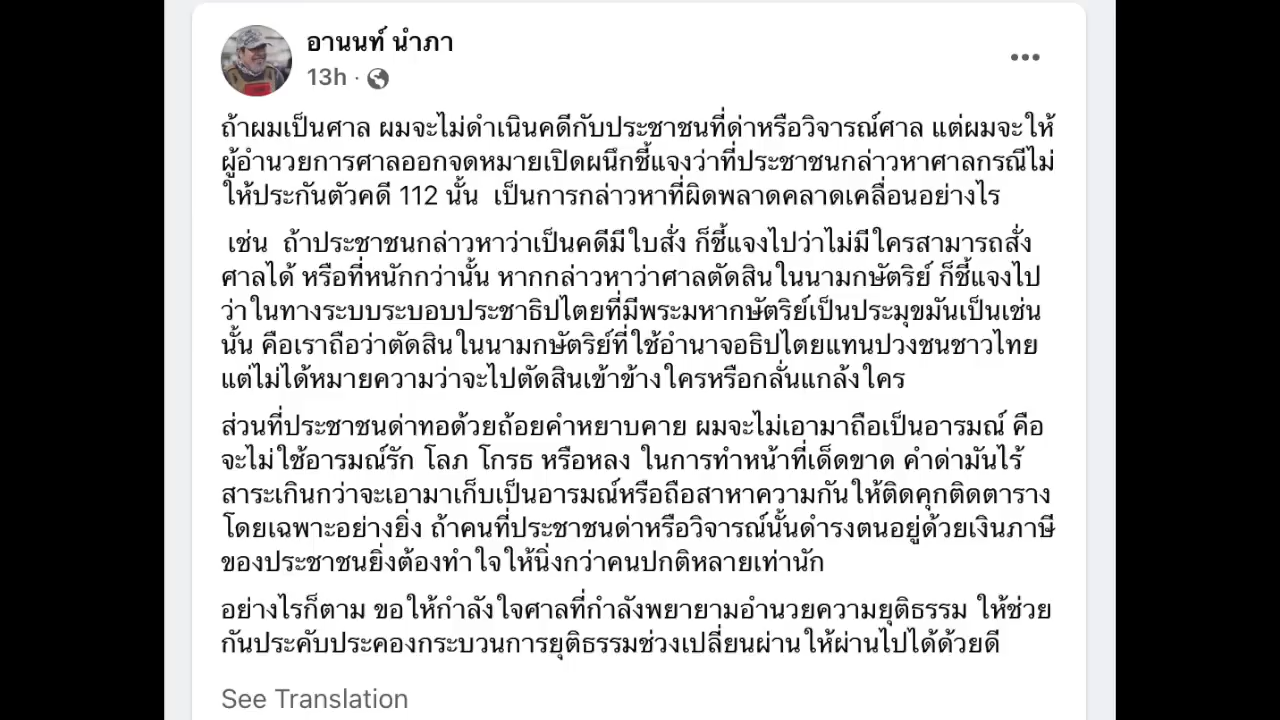 อานนท์ นำภา
13h ·
ถ้าผมเป็นศาล ผมจะไม่ดำเนินคดีกับประชาชนที่ด่าหรือวิจารณ์ศาล แต่ผมจะให้
ผู้อำนวยการศาลออกจดหมายเปิดผนึกชี้แจงว่าที่ประชาชนกล่าวหาศาลกรณีไม่
ให้ประกันตัวคดี 112 นั้น เป็นการกล่าวหาที่ผิดพลาดคลาดเคลื่อนอย่างไร
เช่น ถ้าประชาชนกล่าวหาว่าเป็นคดีมีใบสั่ง ก็ชี้แจงไปว่าไม่มีใครสามารถสั่ง
ศาลได้ หรือที่หนักกว่านั้น หากกล่าวหาว่าศาลตัดสินในนามกษัตริย์ ก็ชี้แจงไป
ว่าในทางระบบระบอบประชาธิปไตยที่มีพระมหากษัตริย์เป็นประมุขมันเป็นเช่น
นั้น คือเราถือว่าตัดสินในนามกษัตริย์ที่ใช้อำนาจอธิปไตยแทนปวงชนชาวไทย
แต่ไม่ได้หมายความว่าจะไปตัดสินเข้าข้างใครหรือกลั่นแกล้งใคร
ส่วนที่ประชาชนด่าทอด้วยถ้อยคำหยาบคาย ผมจะไม่เอามาถือเป็นอารมณ์ คือ
จะไม่ใช้อารมณ์รัก โลภ โกรธ หรือหลง ในการทำหน้าที่เด็ดขาด คำด่ามันไร้
สาระเกินกว่าจะเอามาเก็บเป็นอารมณ์หรือถือสาหาความกันให้ติดคุกติดตาราง
โดยเฉพาะอย่างยิ่ง ถ้าคนที่ประชาชนด่าหรือวิจารณ์นั้นดำรงตนอยู่ด้วยเงินภาษี
ของประชาชนยิ่งต้องทำใจให้นิ่งกว่าคนปกติหลายเท่านัก
อย่างไรก็ตาม ขอให้กำลังใจศาลที่กำลังพยายามอำนวยความยุติธรรม ให้ช่วย
กันประคับประคองกระบวนการยุติธรรมช่วงเปลี่ยนผ่านให้ผ่านไปได้ด้วยดี
See Translation